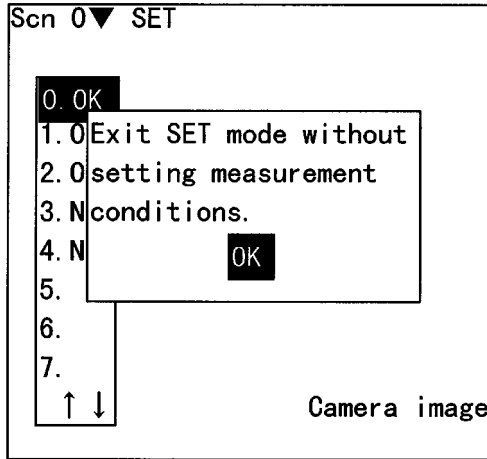 Scn 0▼ SET
0. OK
1. O
Exit SET mode without
2. O
setting measurement
3. N
conditions.
4. N
OK
5.
6.
7.
↑↓
Camera image